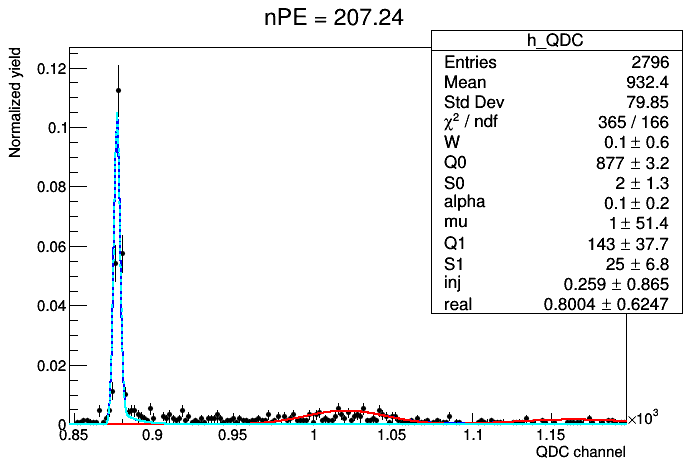 nPE = 207.24
Normalized yield
h_QDC
Entries 2796
Mean 932.4
Std Dev 79.85
χ² / ndf 365 / 166
W 0.1 ± 0.6
Q0 877 ± 3.2
S0 2 ± 1.3
alpha 0.1 ± 0.2
mu 1 ± 51.4
Q1 143 ± 37.7
S1 25 ± 6.8
inj 0.259 ± 0.865
real 0.8004 ± 0.6247
0.12
0.1
0.08
0.06
0.04
0.02
0
0.85 0.9 0.95 1 1.05 1.1 1.15 ×10³
QDC channel